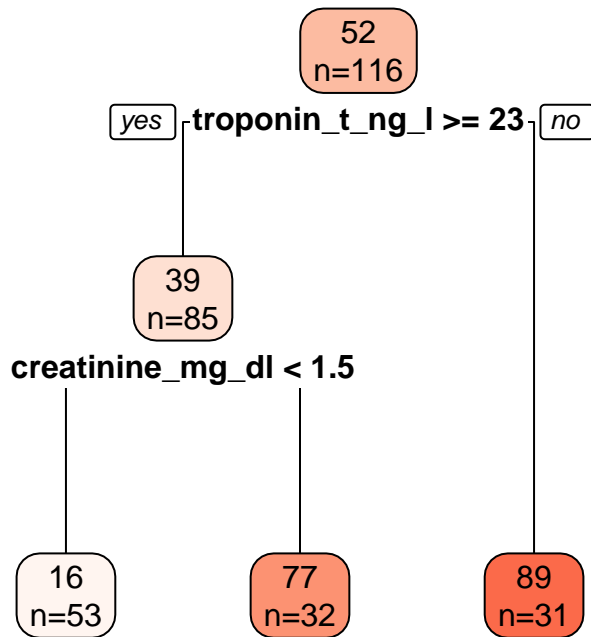 52
n=116
yes
troponin_t_ng_l >= 23
no
39
n=85
creatinine_mg_dl < 1.5
16
n=53
77
n=32
89
n=31